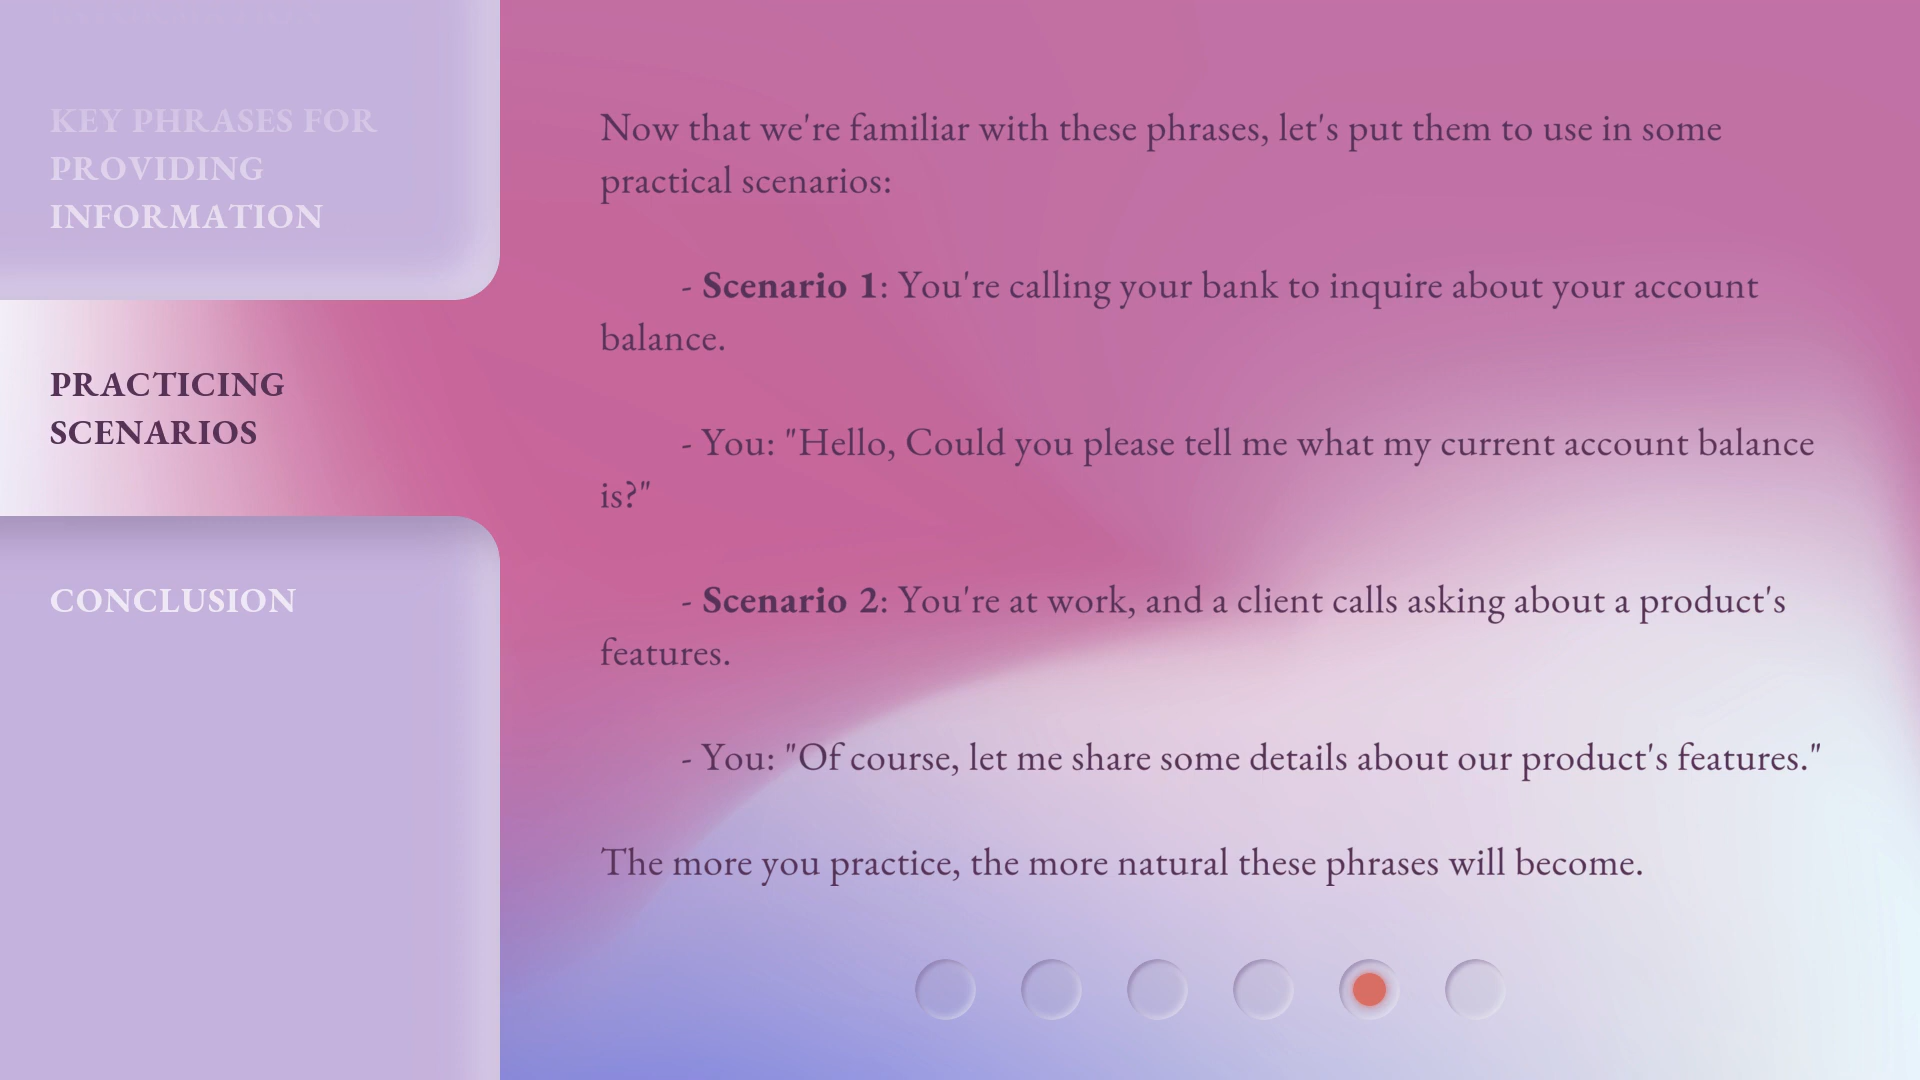 KEY PHRASES FOR
PROVIDING
INFORMATION
PRACTICING
SCENARIOS
CONCLUSION
Now that we're familiar with these phrases, let's put them to use in some
practical scenarios:
- Scenario 1: You're calling your bank to inquire about your account
balance.
- You: "Hello, Could you please tell me what my current account balance
is?"
- Scenario 2: You're at work, and a client calls asking about a product's
features.
- You: "Of course, let me share some details about our product's features."
The more you practice, the more natural these phrases will become.